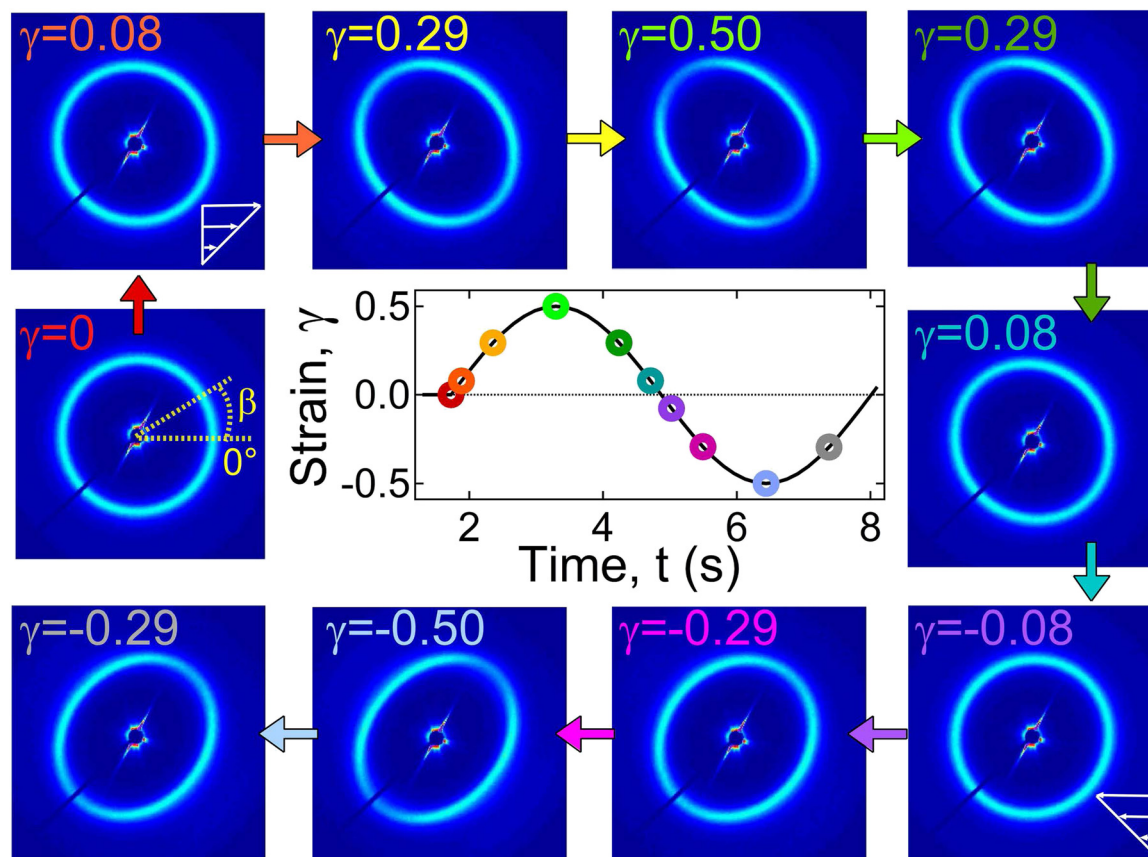 γ=0.08
γ=0.29
γ=0.50
γ=0.29
γ=0
β
0°
Strain, γ
0.5
0.0
-0.5
2
4
6
8
Time, t (s)
γ=0.08
γ=-0.29
γ=-0.50
γ=-0.29
γ=-0.08